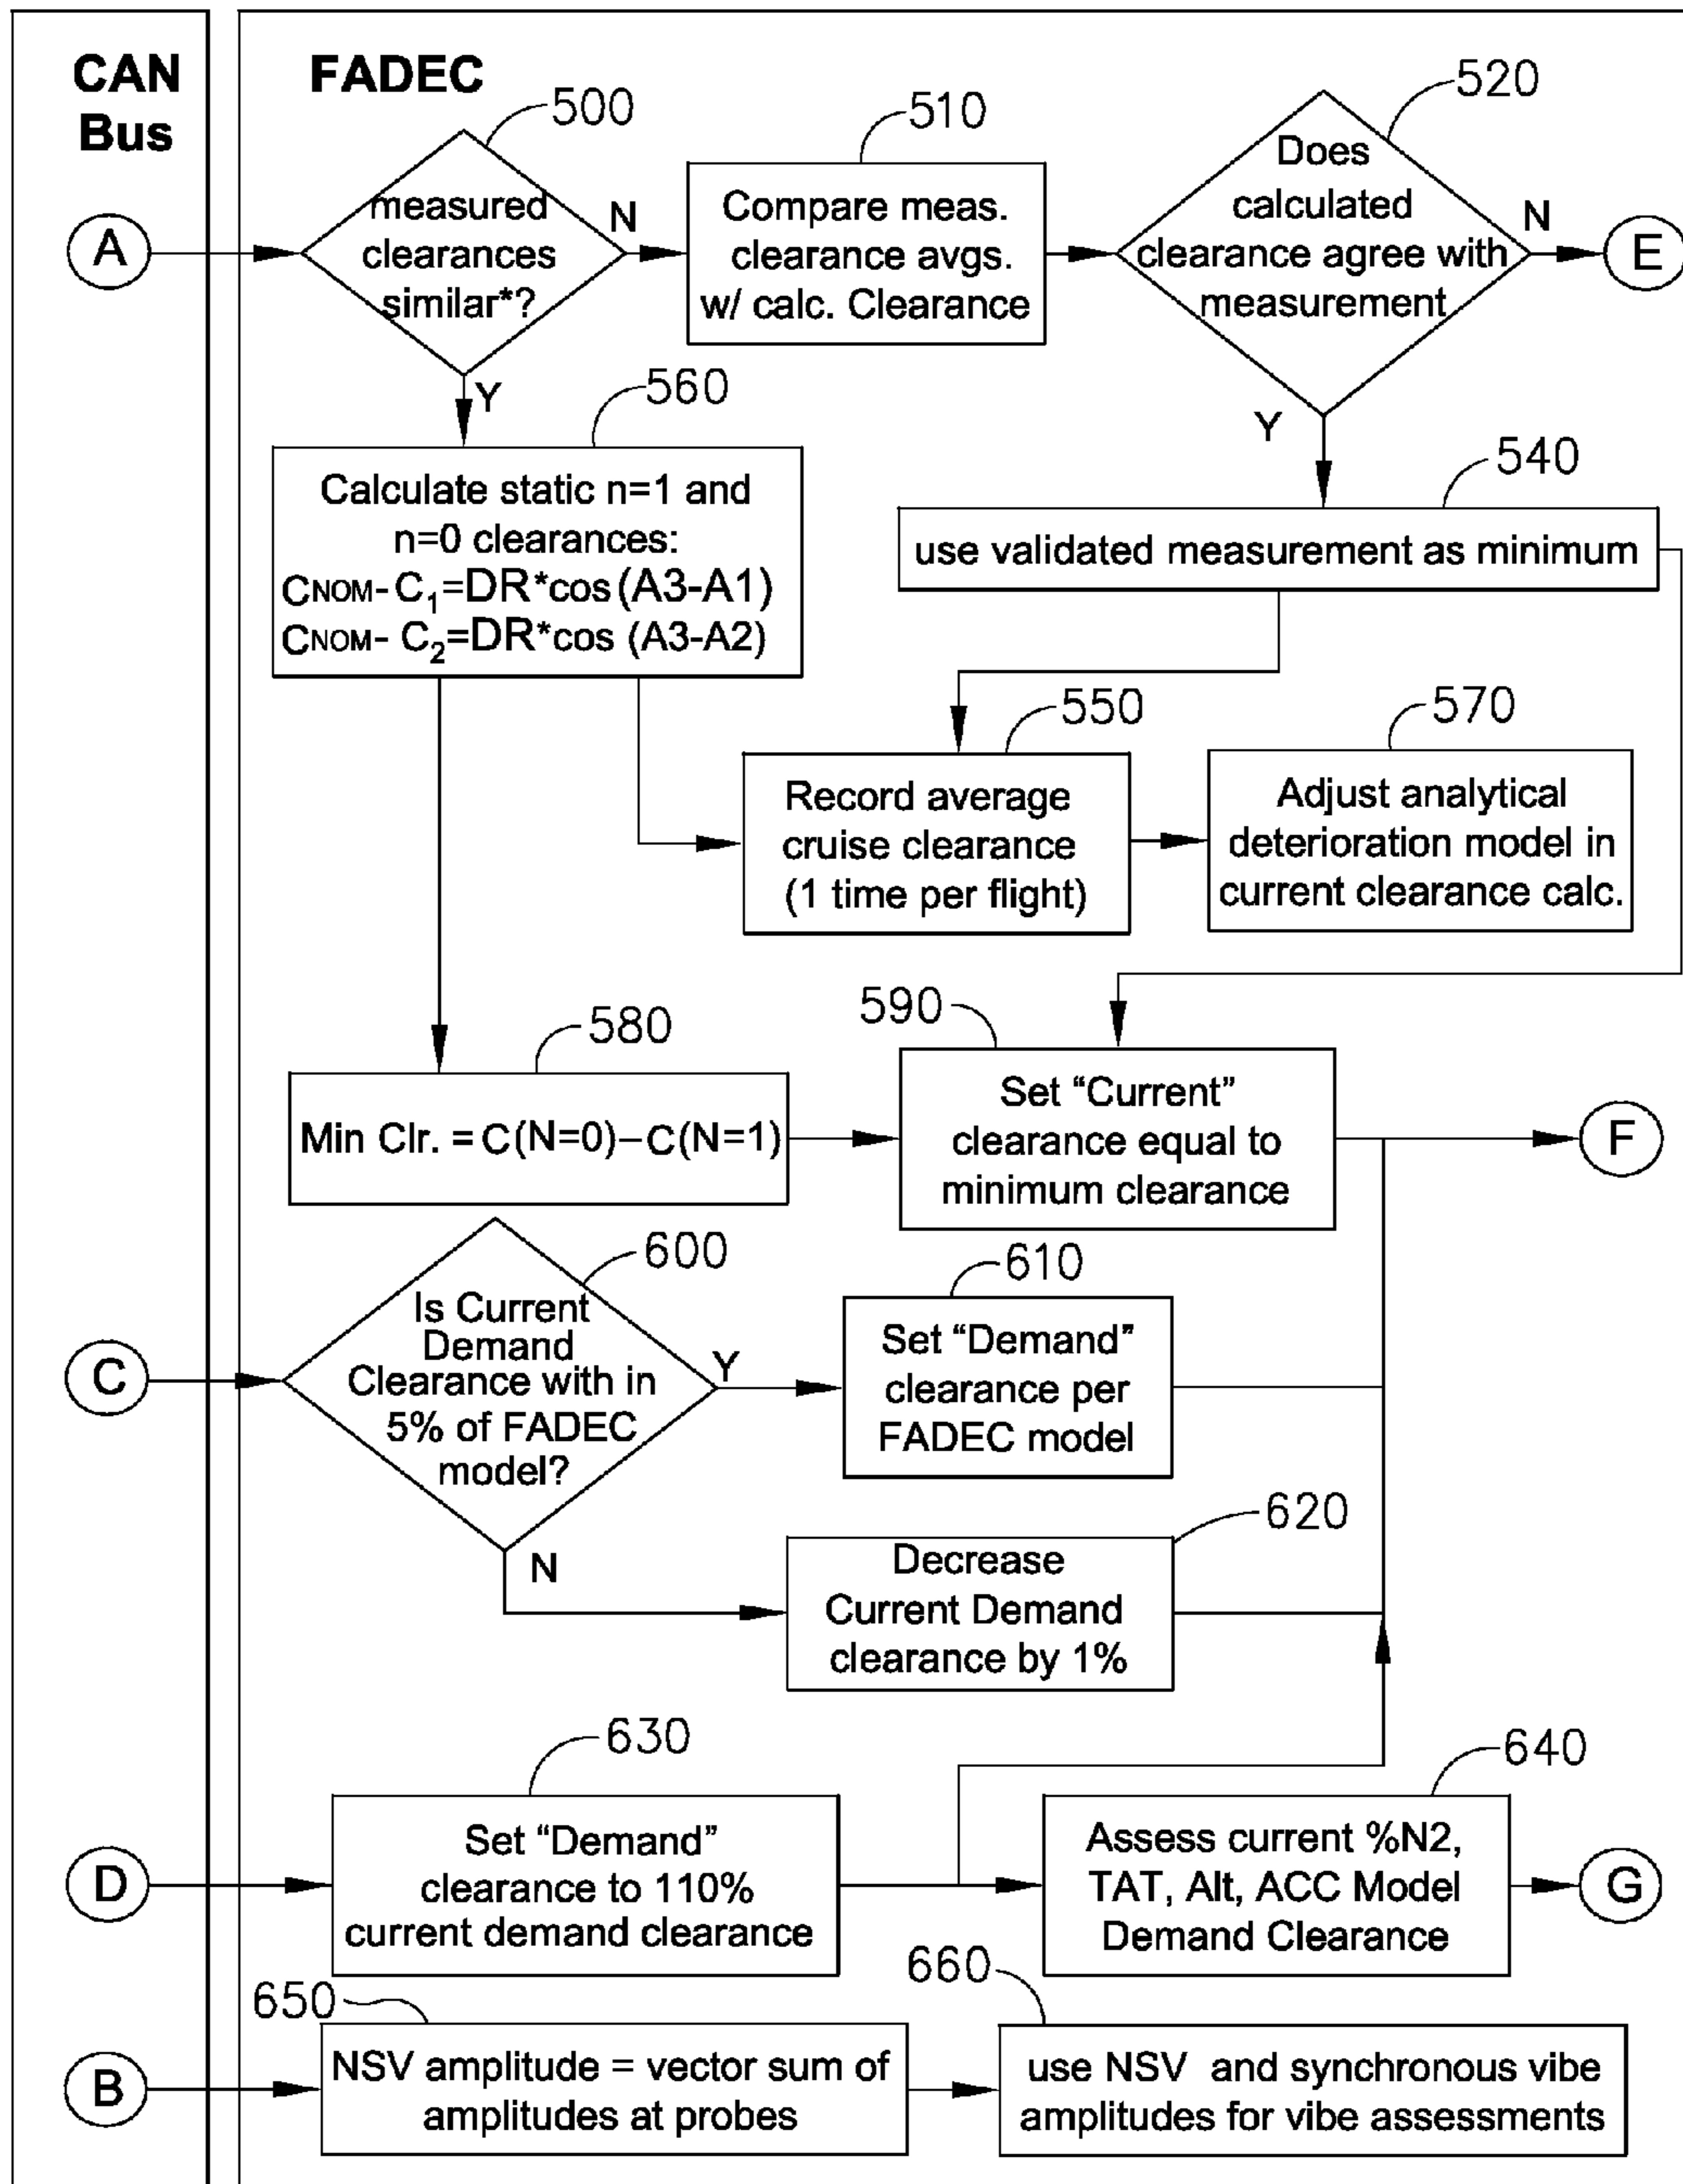 CAN
Bus
FADEC
500
510
520
A
measured
clearances
similar*?
N
Compare meas.
clearance avgs.
w/ calc. Clearance
Does
calculated
clearance agree with
measurement
N
E
Y
560
Y
540
Calculate static n=1 and
n=0 clearances:
CNOM- C₁=DR*cos (A3-A1)
CNOM- C₂=DR*cos (A3-A2)
use validated measurement as minimum
550
570
Record average
cruise clearance
(1 time per flight)
Adjust analytical
deterioration model in
current clearance calc.
580
590
Min Clr. = C(N=0)–C(N=1)
Set “Current”
clearance equal to
minimum clearance
F
600
610
C
Is Current
Demand
Clearance with in
5% of FADEC
model?
Y
Set “Demand”
clearance per
FADEC model
N
620
Decrease
Current Demand
clearance by 1%
630
640
D
Set “Demand”
clearance to 110%
current demand clearance
Assess current %N2,
TAT, Alt, ACC Model
Demand Clearance
G
650
660
B
NSV amplitude = vector sum of
amplitudes at probes
use NSV and synchronous vibe
amplitudes for vibe assessments